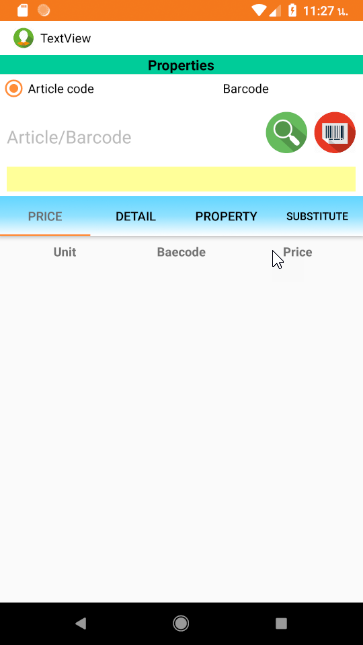 11:27 น.
TextView
Properties
Article code Barcode
Article/Barcode
PRICE DETAIL PROPERTY SUBSTITUTE
Unit Baecode Price